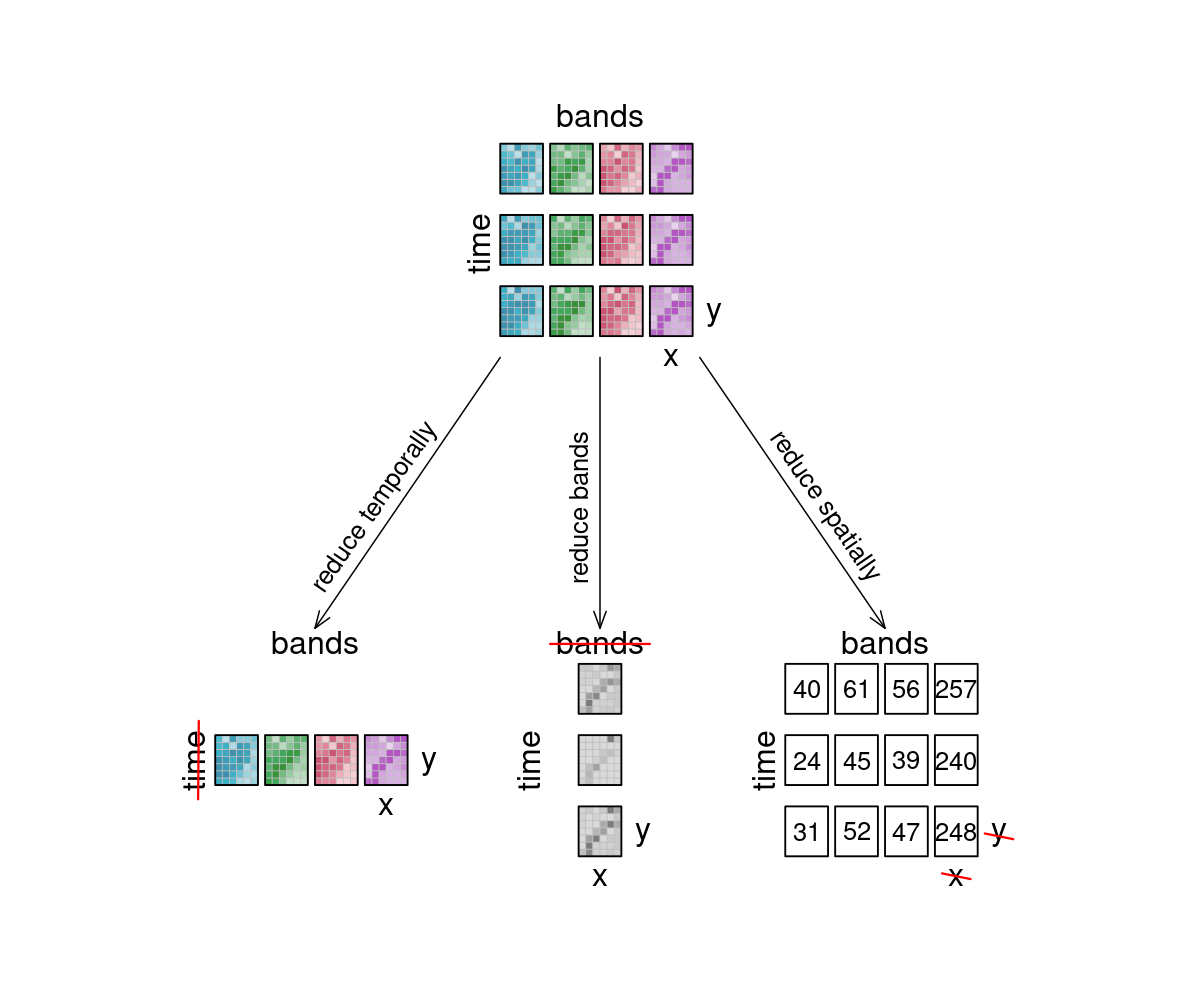 bands
time
y
x
reduce temporally
reduce bands
reduce spatially
bands
time
y
x
bands
time
y
x
bands
time
40 61 56 257
24 45 39 240
31 52 47 248
y
x